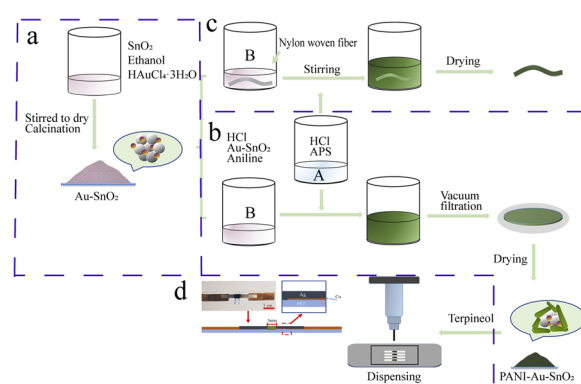 a
SnO₂
Ethanol
HAuCl₄·3H₂O
Stirred to dry
Calcination
Au-SnO₂
c
B
Nylon woven fiber
Stirring
Drying
b
HCl
Au-SnO₂
Aniline
HCl
APS
A
B
Vacuum
filtration
Drying
d
Ag
Cu
Terpineol
Dispensing
PANI-Au-SnO₂